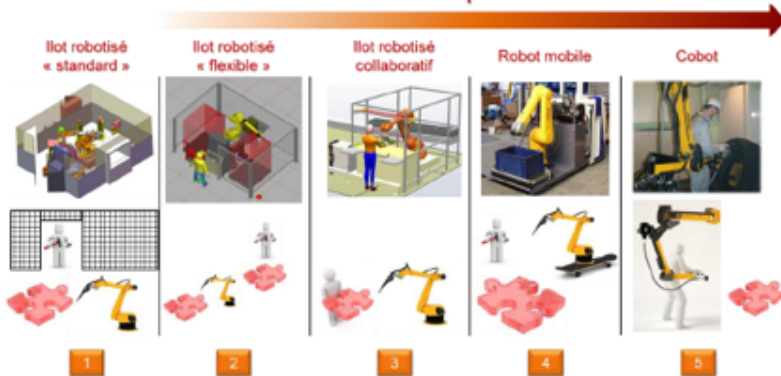 Ilot robotisé
« standard »
Ilot robotisé
« flexible »
Ilot robotisé
collaboratif
Robot mobile
Cobot
1
2
3
4
5